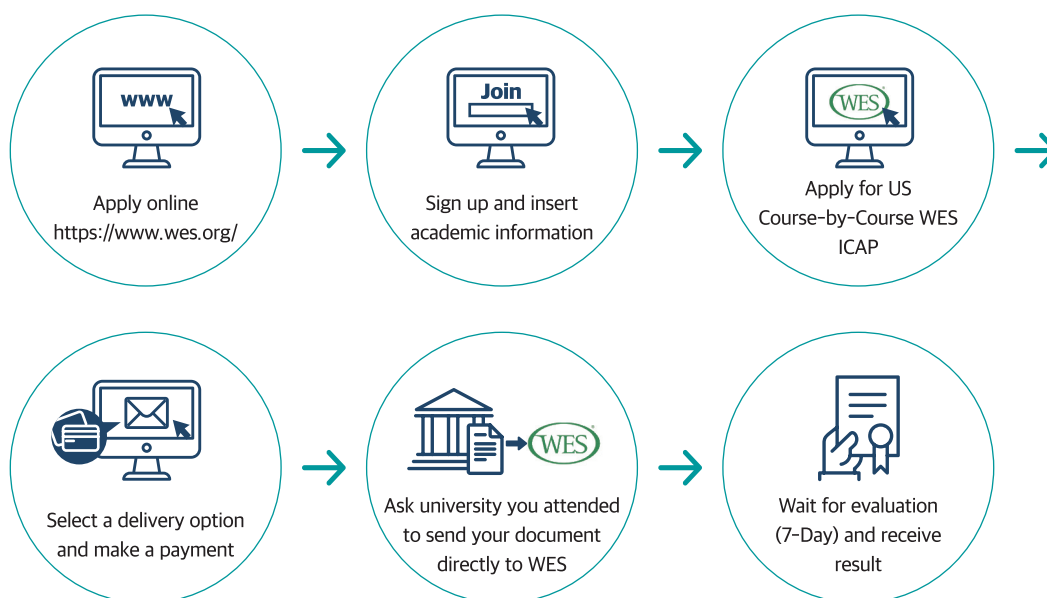 www
Apply online
https://www.wes.org/
Join
Sign up and insert
academic information
WES
Apply for US
Course-by-Course WES
ICAP
Select a delivery option
and make a payment
WES
Ask university you attended
to send your document
directly to WES
Wait for evaluation
(7-Day) and receive
result